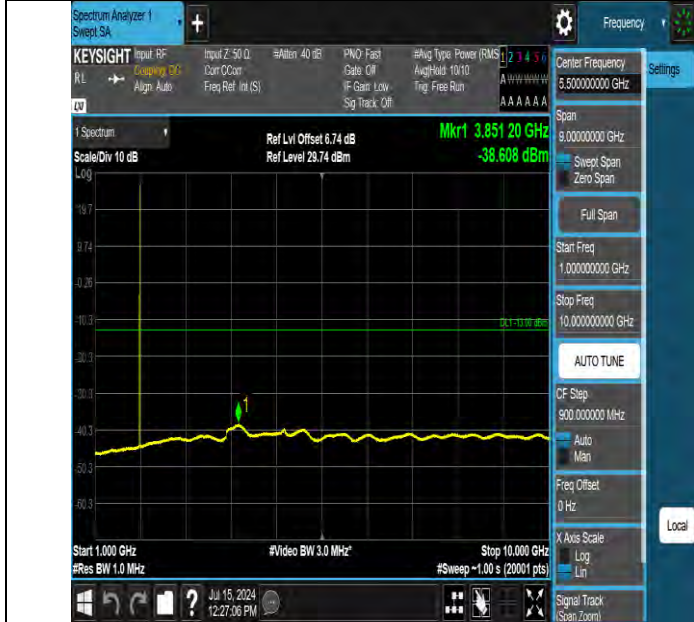 Spectrum Analyzer 1
Swept SA
+
Frequency
KEYSIGHT
RL
Input: RF
Coupling: DC
Align: Auto
Input Z: 50 Ω
Corr CCorr
Freq Ref: Int (S)
#Atten: 40 dB
PNO: Fast
Gate: Off
IF Gain: Low
Sig Track: Off
#Avg Type: Power (RMS
Avg|Hold: 10/10
Trig: Free Run
1 2 3 4 5 6
A W W W W W
A A A A A A
1 Spectrum
Scale/Div 10 dB
Log
Ref Lvl Offset 6.74 dB
Ref Level 29.74 dBm
Mkr1 3.851 20 GHz
-38.608 dBm
19.7
9.74
-0.26
-10.3
-20.3
-30.3
-40.3
-50.3
-60.3
DL1 -13.00 dBm
1
Start 1.000 GHz
#Res BW 1.0 MHz
#Video BW 3.0 MHz*
Stop 10.000 GHz
#Sweep ~1.00 s (20001 pts)
Jul 15, 2024
12:27:06 PM
Center Frequency
5.500000000 GHz
Settings
Span
9.00000000 GHz
Swept Span
Zero Span
Full Span
Start Freq
1.000000000 GHz
Stop Freq
10.000000000 GHz
AUTO TUNE
CF Step
900.000000 MHz
Auto
Man
Freq Offset
0 Hz
Local
X Axis Scale
Log
Lin
Signal Track
(Span Zoom)